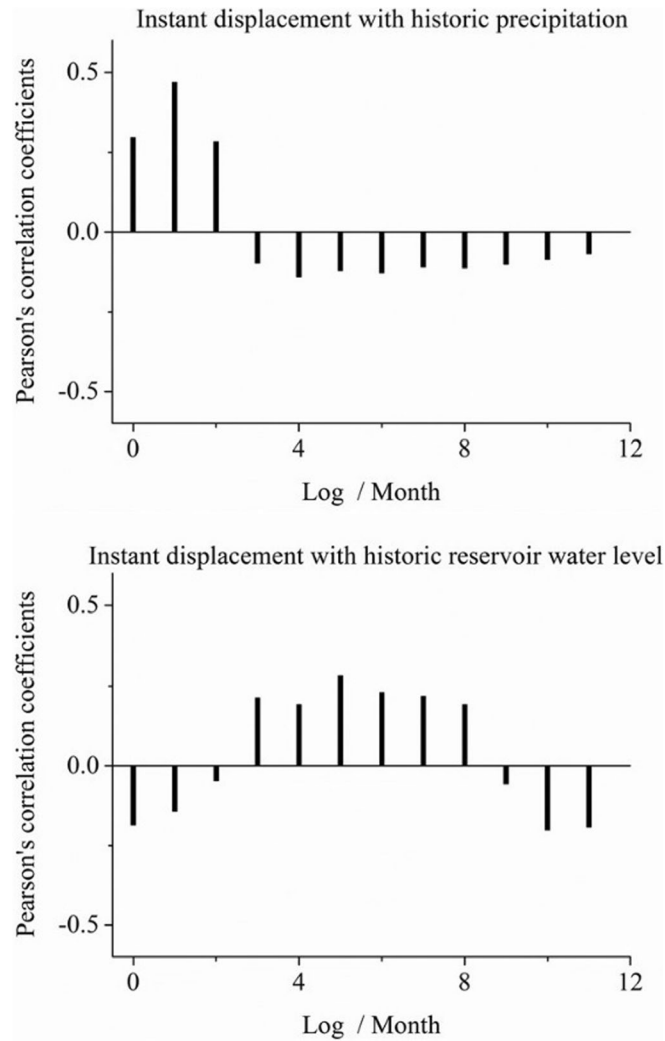 Instant displacement with historic precipitation
Pearson's correlation coefficients
0.5
0.0
-0.5
0 4 8 12
Log / Month
Instant displacement with historic reservoir water level
Pearson's correlation coefficients
0.5
0.0
-0.5
0 4 8 12
Log / Month